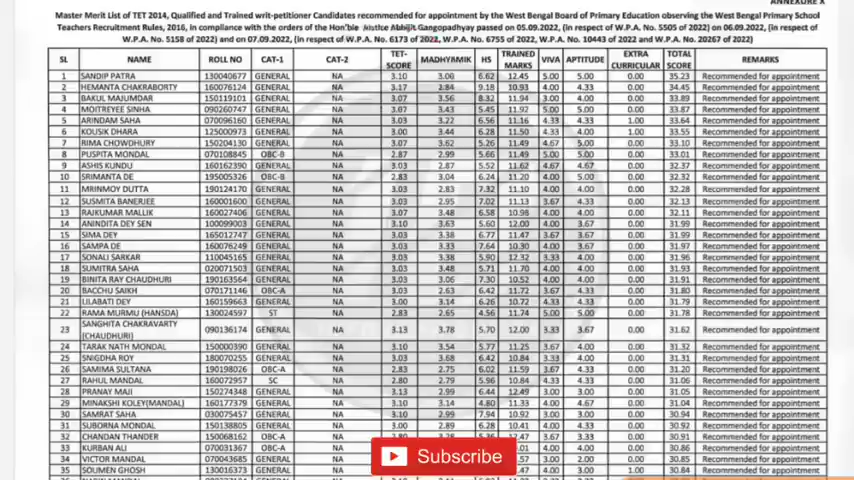 ANNEXURE X
Master Merit List of TET 2014, Qualified and Trained writ-petitioner Candidates recommended for appointment by the West Bengal Board of Primary Education observing the West Bengal Primary School
Teachers Recruitment Rules, 2016, in compliance with the orders of the Hon'ble Justice Abhijit Gangopadhyay passed on 05.09.2022, (in respect of W.P.A. No. 5505 of 2022) on 06.09.2022, (in respect of
W.P.A. No. 5158 of 2022) and on 07.09.2022, (in respect of W.P.A. No. 6173 of 2022, W.P.A. No. 6755 of 2022, W.P.A. No. 10443 of 2022 and W.P.A. No. 20267 of 2022)
SL NAME ROLL NO CAT-1 CAT-2 TET-SCORE MADHYAMIK HS TRAINED MARKS VIVA APTITUDE EXTRA CURRICULAR TOTAL SCORE REMARKS
1 SANDIP PATRA 130040677 GENERAL NA 3.10 3.06 6.62 12.45 5.00 5.00 0.00 35.23 Recommended for appointment
2 HEMANTA CHAKRABORTY 160076124 GENERAL NA 3.17 2.84 9.18 10.93 4.00 4.33 0.00 34.45 Recommended for appointment
3 BAKUL MAJUMDAR 150119101 GENERAL NA 3.07 3.56 8.32 11.94 3.00 4.00 0.00 33.89 Recommended for appointment
4 MOITREYEE SINHA 090260747 GENERAL NA 3.07 3.43 5.45 11.92 5.00 5.00 0.00 33.87 Recommended for appointment
5 ARINDAM SAHA 070096160 GENERAL NA 3.03 3.22 6.56 11.16 4.33 4.33 1.00 33.64 Recommended for appointment
6 KOUSIK DHARA 125000973 GENERAL NA 3.00 3.44 6.28 11.50 4.33 4.00 1.00 33.55 Recommended for appointment
7 RIMA CHOWDHURY 150204130 GENERAL NA 3.07 3.62 5.26 11.49 4.67 5.00 0.00 33.10 Recommended for appointment
8 PUSPITA MONDAL 070108845 OBC-B NA 2.87 2.99 5.66 11.49 5.00 5.00 0.00 33.01 Recommended for appointment
9 ASHIS KUNDU 160162390 GENERAL NA 3.03 2.87 5.52 11.62 4.67 4.67 0.00 32.37 Recommended for appointment
10 SRIMANTA DE 195005326 OBC-B NA 2.83 3.04 6.24 11.20 4.00 5.00 0.00 32.32 Recommended for appointment
11 MRINMOY DUTTA 190124170 GENERAL NA 3.03 2.83 7.32 11.10 4.00 4.00 0.00 32.28 Recommended for appointment
12 SUSMITA BANERJEE 160001600 GENERAL NA 3.03 2.95 7.02 11.13 3.67 4.33 0.00 32.13 Recommended for appointment
13 RAJKUMAR MALLIK 160027406 GENERAL NA 3.07 3.48 6.58 10.98 4.00 4.00 0.00 32.11 Recommended for appointment
14 ANINDITA DEY SEN 100099003 GENERAL NA 3.10 3.63 5.60 12.00 4.00 3.67 0.00 31.99 Recommended for appointment
15 SIMA DEY 165012747 GENERAL NA 3.03 3.38 6.77 11.47 3.67 3.67 0.00 31.99 Recommended for appointment
16 SAMPA DE 160076249 GENERAL NA 3.03 3.33 7.64 10.30 4.00 3.67 0.00 31.97 Recommended for appointment
17 SONALI SARKAR 110045165 GENERAL NA 3.03 3.38 5.90 12.32 3.33 4.00 0.00 31.96 Recommended for appointment
18 SUMITRA SAHA 020071503 GENERAL NA 3.03 3.48 5.71 11.70 4.00 4.00 0.00 31.93 Recommended for appointment
19 BINITA RAY CHAUDHURI 190163564 GENERAL NA 3.03 3.06 7.30 10.52 4.00 4.00 0.00 31.91 Recommended for appointment
20 BACCHU SAIKH 070171146 OBC-A NA 3.03 2.63 6.42 11.72 3.67 4.33 0.00 31.80 Recommended for appointment
21 LILABATI DEY 160159663 GENERAL NA 3.00 3.14 6.26 10.72 4.33 4.33 0.00 31.79 Recommended for appointment
22 RAMA MURMU (HANSDA) 130024597 ST NA 2.83 2.65 4.56 11.74 5.00 5.00 0.00 31.78 Recommended for appointment
23 SANGHITA CHAKRAVARTY (CHAUDHURI) 090136174 GENERAL NA 3.13 3.78 5.70 12.00 3.33 3.67 0.00 31.62 Recommended for appointment
24 TARAK NATH MONDAL 150000390 GENERAL NA 3.10 3.54 5.77 11.25 3.67 4.00 0.00 31.32 Recommended for appointment
25 SNIGDHA ROY 180070255 GENERAL NA 3.03 3.68 6.42 10.84 3.33 4.00 0.00 31.31 Recommended for appointment
26 SAMIMA SULTANA 190198026 OBC-A NA 2.83 2.75 6.02 11.59 3.67 4.33 0.00 31.20 Recommended for appointment
27 RAHUL MANDAL 160072957 SC NA 2.80 2.79 5.96 10.84 4.33 4.33 0.00 31.06 Recommended for appointment
28 PRANAY MAJI 150274348 GENERAL NA 3.13 2.99 6.44 12.49 3.00 3.00 0.00 31.05 Recommended for appointment
29 MINAKSHI KOLEY(MANDAL) 160177379 GENERAL NA 3.10 3.14 4.80 11.33 4.00 4.67 0.00 31.04 Recommended for appointment
30 SAMRAT SAHA 030075457 GENERAL NA 3.10 2.99 7.94 10.92 3.00 3.00 0.00 30.94 Recommended for appointment
31 SUBORNA MONDAL 150138805 GENERAL NA 3.03 2.99 6.28 10.41 4.00 4.33 0.00 30.92 Recommended for appointment
32 CHANDAN THANDER 150068162 OBC-A NA 12.47 3.67 3.33 0.00 30.91 Recommended for appointment
33 KURBAN ALI 070031367 OBC-A NA 3.00 4.00 0.00 30.86 Recommended for appointment
34 VICTOR MANDAL 070043685 GENERAL NA 3.00 2.00 0.00 30.85 Recommended for appointment
35 SOUMEN GHOSH 130016373 GENERAL NA 4.00 3.00 1.00 30.84 Recommended for appointment
Subscribe